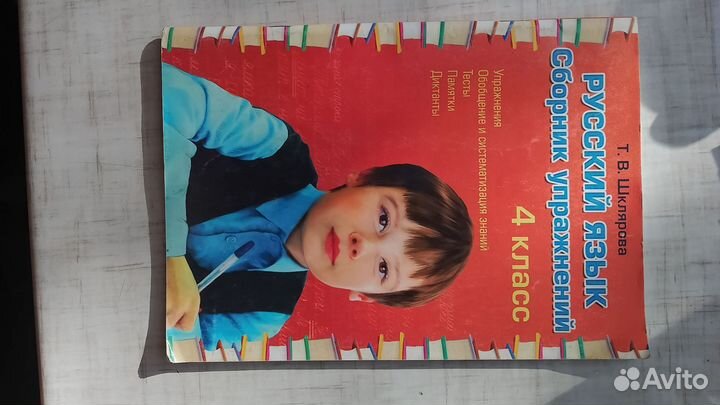 Т. В. Шклярова
РУССКИЙ ЯЗЫК
Сборник упражнений
4 класс
Упражнения
Обобщение и систематизация знаний
Тесты
Памятки
Диктанты
Avito